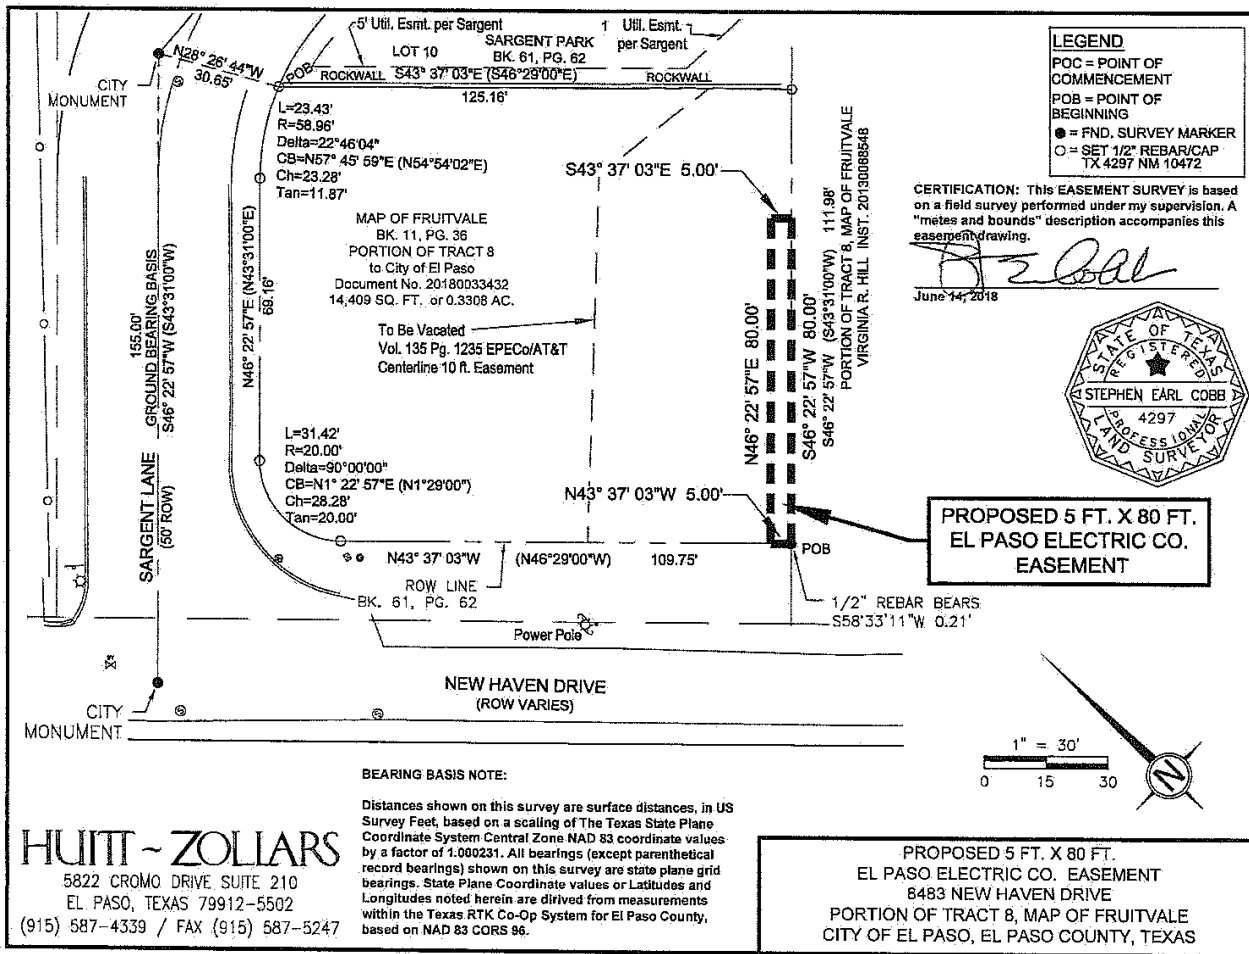 5' Util. Esmt. per Sargent
1' Util. Esmt.
per Sargent
LOT 10
SARGENT PARK
BK. 61, PG. 62
N28° 26' 44"W
30.65'
POB
ROCKWALL
S43° 37' 03"E (S46°29'00"E)
ROCKWALL
125.16'
CITY
MONUMENT
L=23.43'
R=58.96'
Delta=22°46'04"
CB=N57° 45' 59"E (N54°54'02"E)
Ch=23.28'
Tan=11.87'
S43° 37' 03"E 5.00'
MAP OF FRUITVALE
BK. 11, PG. 36
PORTION OF TRACT 8
to City of El Paso
Document No. 20180033432
14,409 SQ. FT. or 0.3308 AC.
To Be Vacated
Vol. 135 Pg. 1235 EPECo/AT&T
Centerline 10 ft. Easement
155.00'
GROUND BEARING BASIS
S46° 22' 57"W (S43°31'00"W)
SARGENT LANE
(50' ROW)
N46° 22' 57"E (N43°31'00"E)
69.16'
N46° 22' 57"E 80.00'
S46° 22' 57"W 80.00'
S46° 22' 57"W (S43°31'00"W) 111.98'
PORTION OF TRACT 8, MAP OF FRUITVALE
VIRGINIA R. HILL INST. 20130088548
L=31.42'
R=20.00'
Delta=90°00'00"
CB=N1° 22' 57"E (N1°29'00")
Ch=28.28'
Tan=20.00'
N43° 37' 03"W 5.00'
POB
N43° 37' 03"W (N46°29'00"W) 109.75'
ROW LINE
BK. 61, PG. 62
1/2" REBAR BEARS
S58°33'11"W 0.21'
Power Pole
NEW HAVEN DRIVE
(ROW VARIES)
CITY
MONUMENT
LEGEND
POC = POINT OF
COMMENCEMENT
POB = POINT OF
BEGINNING
● = FND. SURVEY MARKER
○ = SET 1/2" REBAR/CAP
TX 4297 NM 10472
CERTIFICATION: This EASEMENT SURVEY is based
on a field survey performed under my supervision. A
"metes and bounds" description accompanies this
easement drawing.
June 14, 2018
STATE OF TEXAS
REGISTERED
STEPHEN EARL COBB
4297
PROFESSIONAL
LAND SURVEYOR
PROPOSED 5 FT. X 80 FT.
EL PASO ELECTRIC CO.
EASEMENT
1" = 30'
0 15 30
N
BEARING BASIS NOTE:
Distances shown on this survey are surface distances, in US
Survey Feet, based on a scaling of The Texas State Plane
Coordinate System Central Zone NAD 83 coordinate values
by a factor of 1.000231. All bearings (except parenthetical
record bearings) shown on this survey are state plane grid
bearings. State Plane Coordinate values or Latitudes and
Longitudes noted herein are dirived from measurements
within the Texas RTK Co-Op System for El Paso County,
based on NAD 83 CORS 96.
HUITT ~ ZOLLARS
5822 CROMO DRIVE SUITE 210
EL PASO, TEXAS 79912-5502
(915) 587-4339 / FAX (915) 587-5247
PROPOSED 5 FT. X 80 FT.
EL PASO ELECTRIC CO. EASEMENT
8483 NEW HAVEN DRIVE
PORTION OF TRACT 8, MAP OF FRUITVALE
CITY OF EL PASO, EL PASO COUNTY, TEXAS